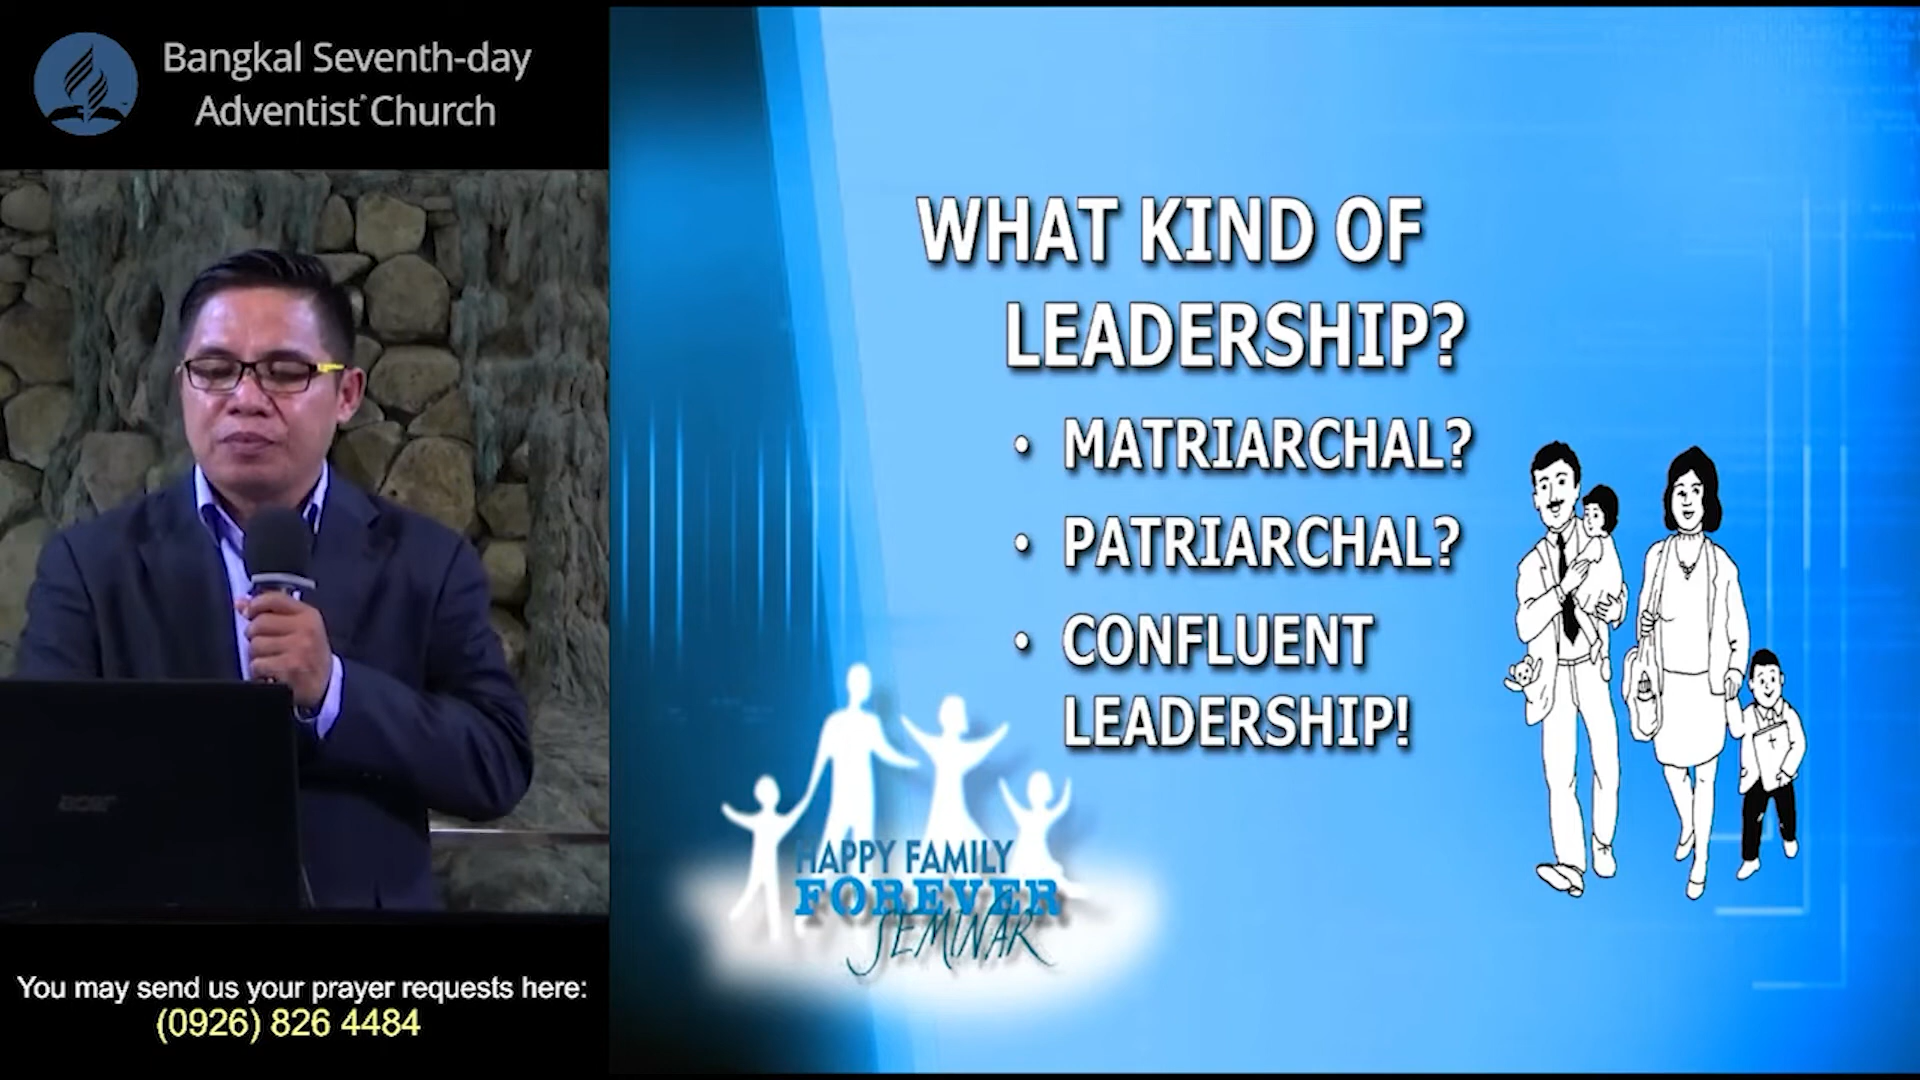 Bangkal Seventh-day
Adventist® Church
WHAT KIND OF
LEADERSHIP?
• MATRIARCHAL?
• PATRIARCHAL?
• CONFLUENT
LEADERSHIP!
HAPPY FAMILY
FOREVER
SEMINAR
acer
You may send us your prayer requests here:
(0926) 826 4484